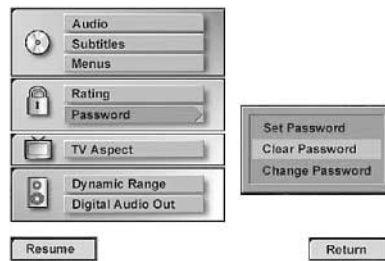 Audio
Subtitles
Menus
Rating
Password
TV Aspect
Dynamic Range
Digital Audio Out
Set Password
Clear Password
Change Password
Resume
Return